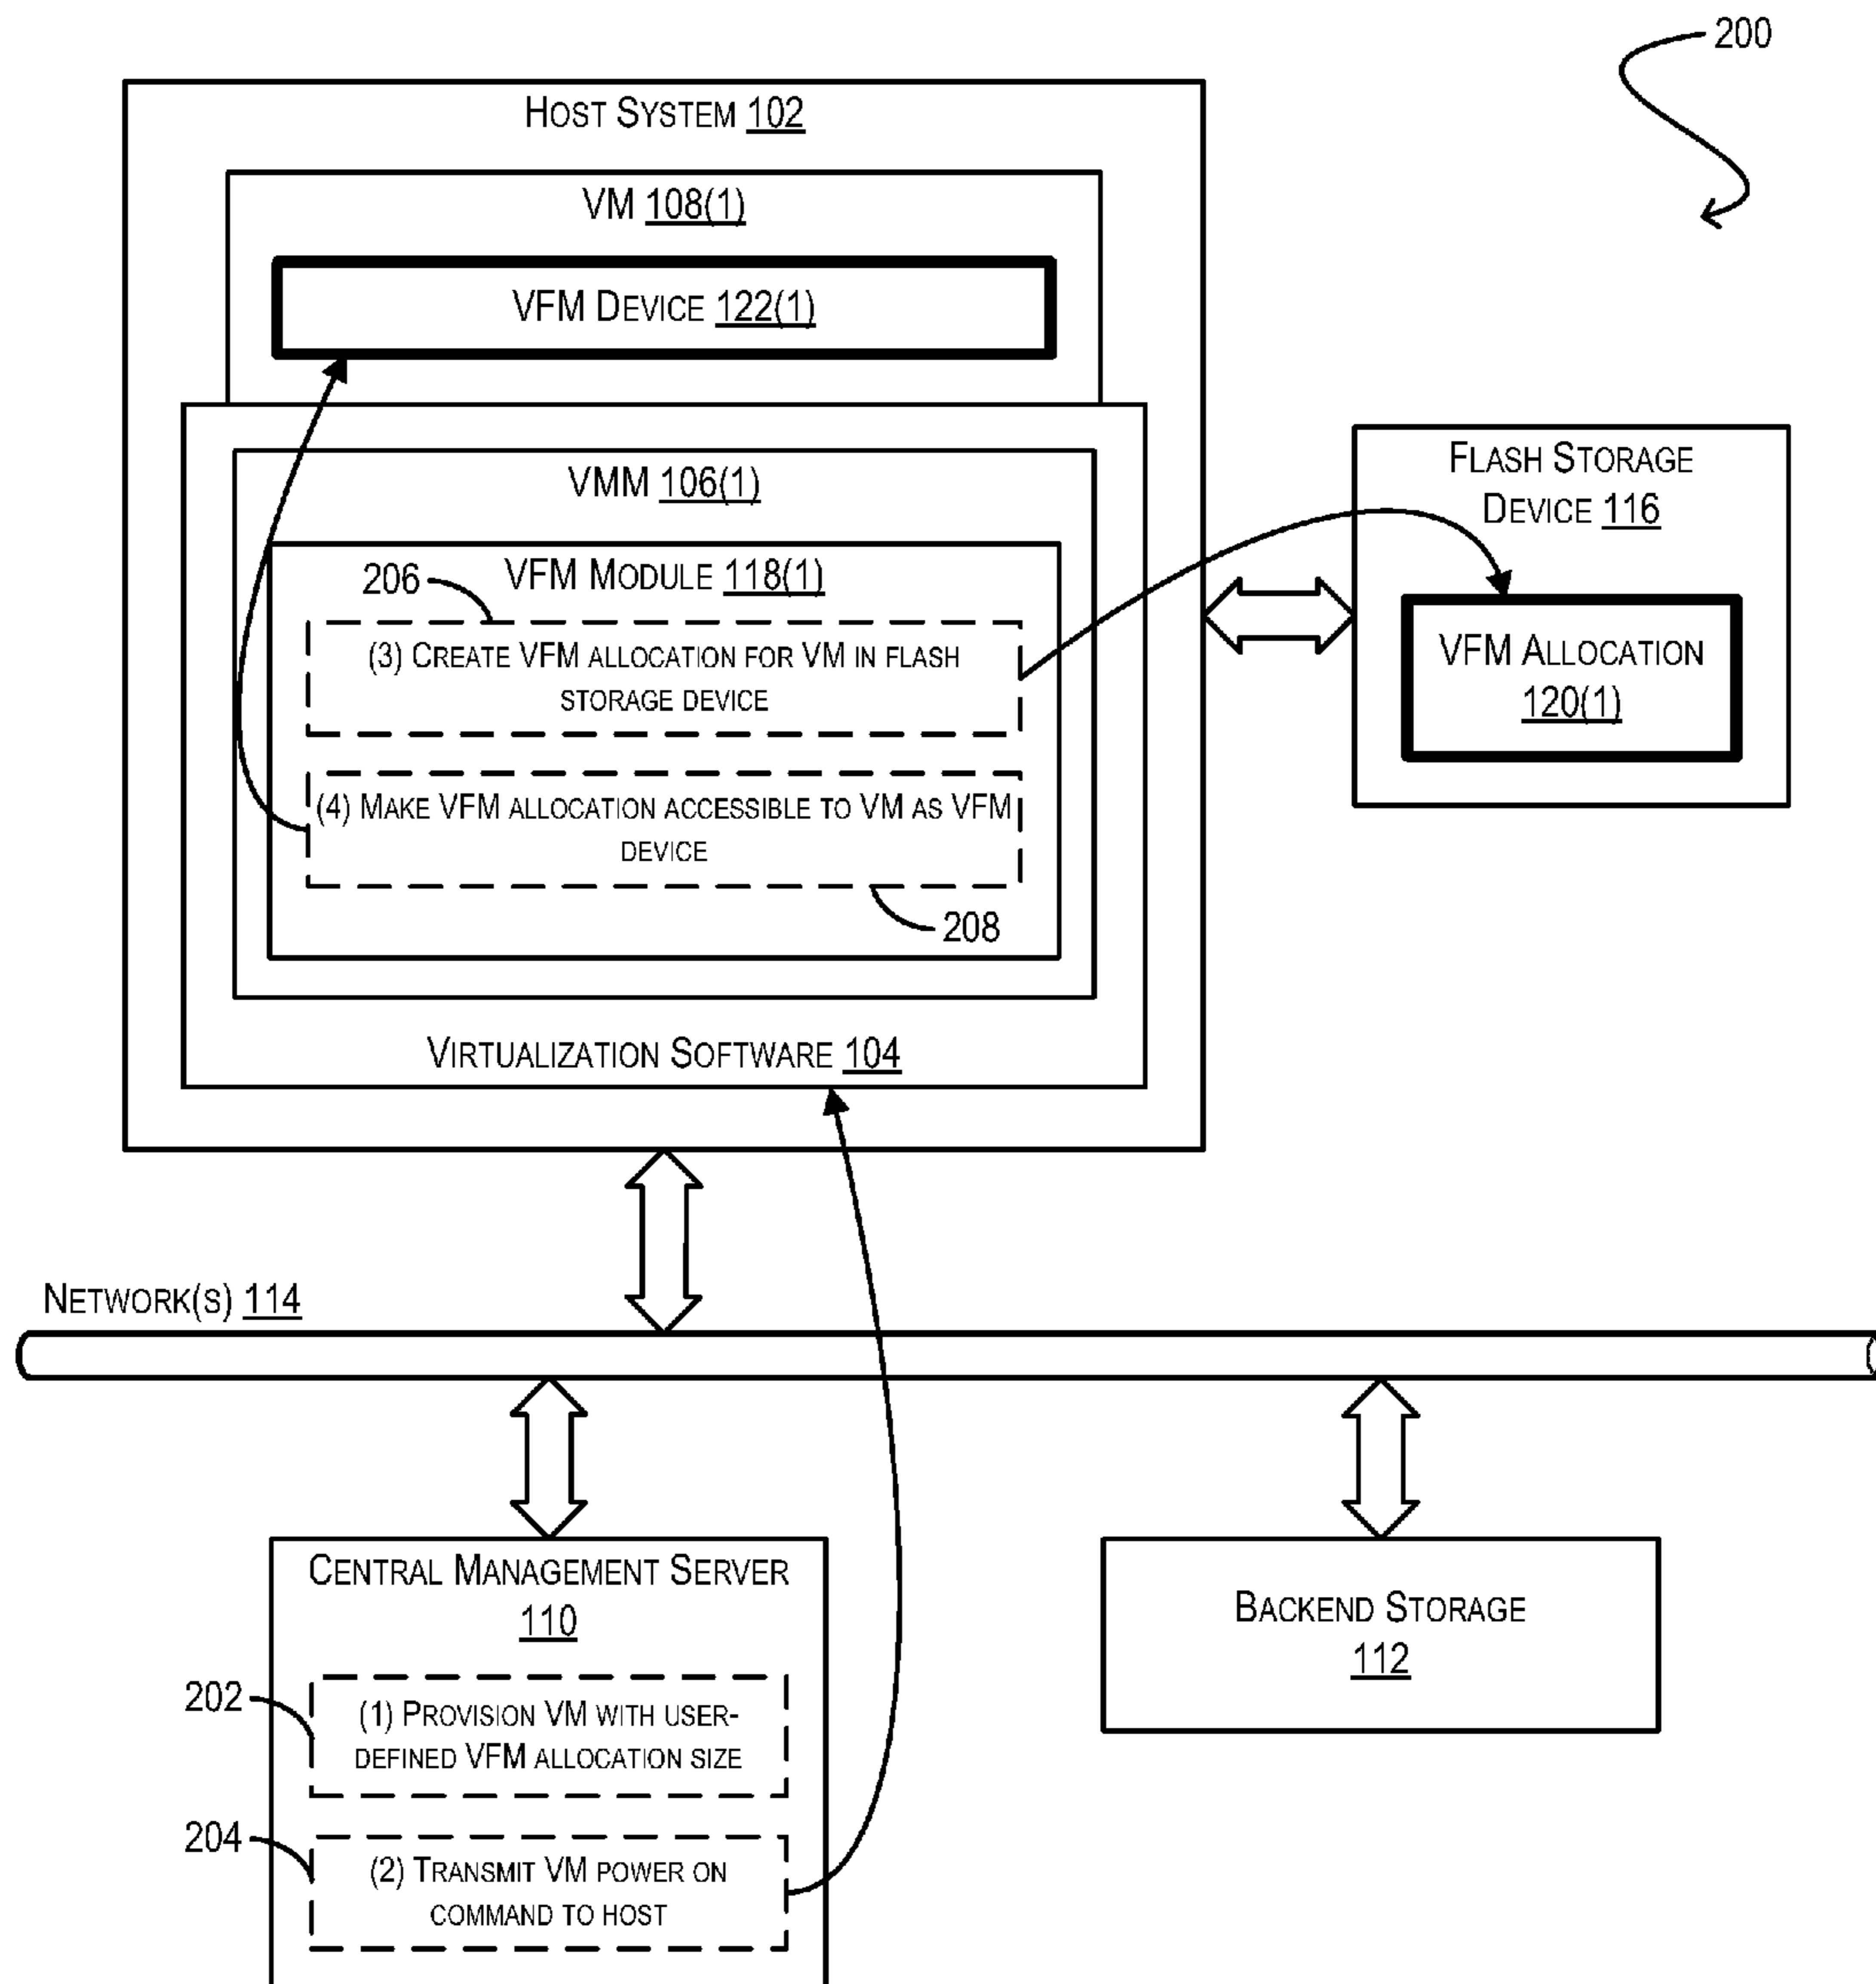 200
HOST SYSTEM 102
VM 108(1)
VFM DEVICE 122(1)
VMM 106(1)
FLASH STORAGE
DEVICE 116
206
VFM MODULE 118(1)
(3) CREATE VFM ALLOCATION FOR VM IN FLASH
STORAGE DEVICE
VFM ALLOCATION
120(1)
(4) MAKE VFM ALLOCATION ACCESSIBLE TO VM AS VFM
DEVICE
208
VIRTUALIZATION SOFTWARE 104
NETWORK(S) 114
CENTRAL MANAGEMENT SERVER
110
BACKEND STORAGE
112
202
(1) PROVISION VM WITH USER-
DEFINED VFM ALLOCATION SIZE
204
(2) TRANSMIT VM POWER ON
COMMAND TO HOST